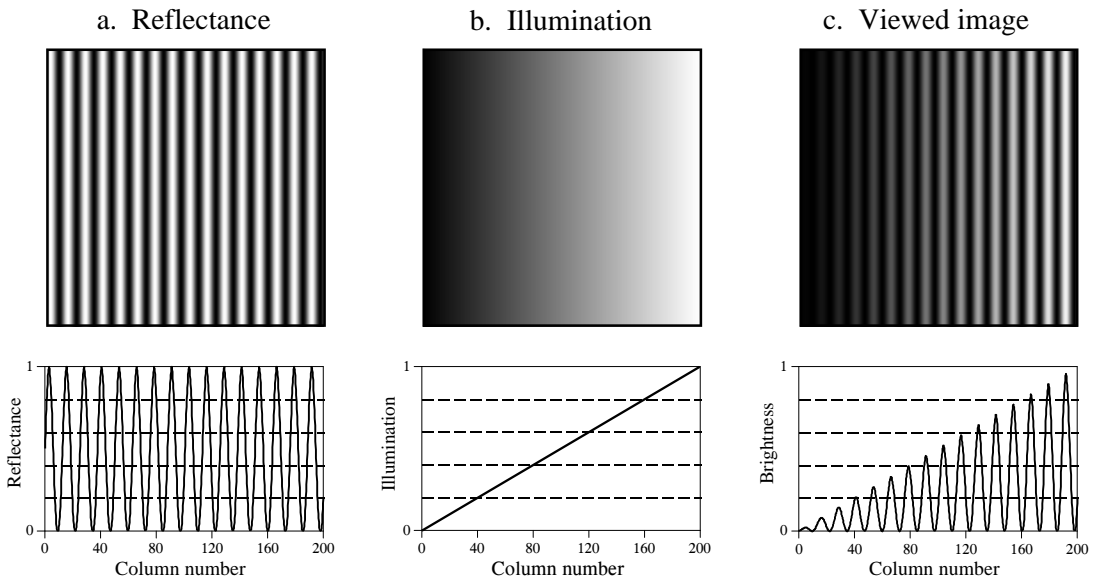 a. Reflectance
b. Illumination
c. Viewed image
1
Reflectance
0
0 40 80 120 160 200
Column number
1
Illumination
0
0 40 80 120 160 200
Column number
1
Brightness
0
0 40 80 120 160 200
Column number